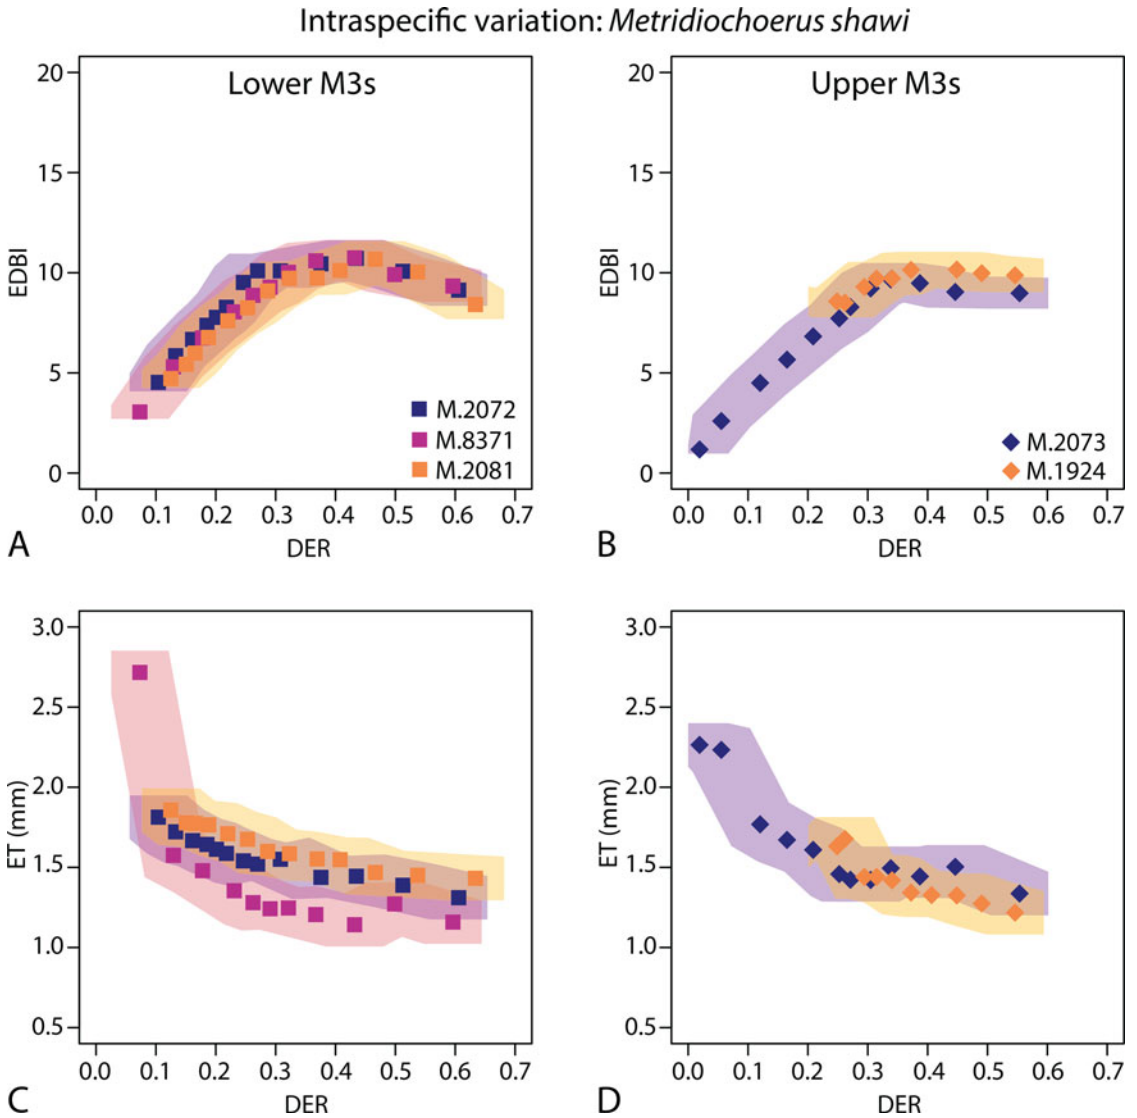 Intraspecific variation: Metridiochoerus shawi
Lower M3s
20
15
10
5
0
EDBI
M.2072
M.8371
M.2081
0.0 0.1 0.2 0.3 0.4 0.5 0.6 0.7
A
DER
Upper M3s
20
15
10
5
0
EDBI
M.2073
M.1924
0.0 0.1 0.2 0.3 0.4 0.5 0.6 0.7
B
DER
3.0
2.5
2.0
1.5
1.0
0.5
ET (mm)
0.0 0.1 0.2 0.3 0.4 0.5 0.6 0.7
C
DER
3.0
2.5
2.0
1.5
1.0
0.5
ET (mm)
0.0 0.1 0.2 0.3 0.4 0.5 0.6 0.7
D
DER